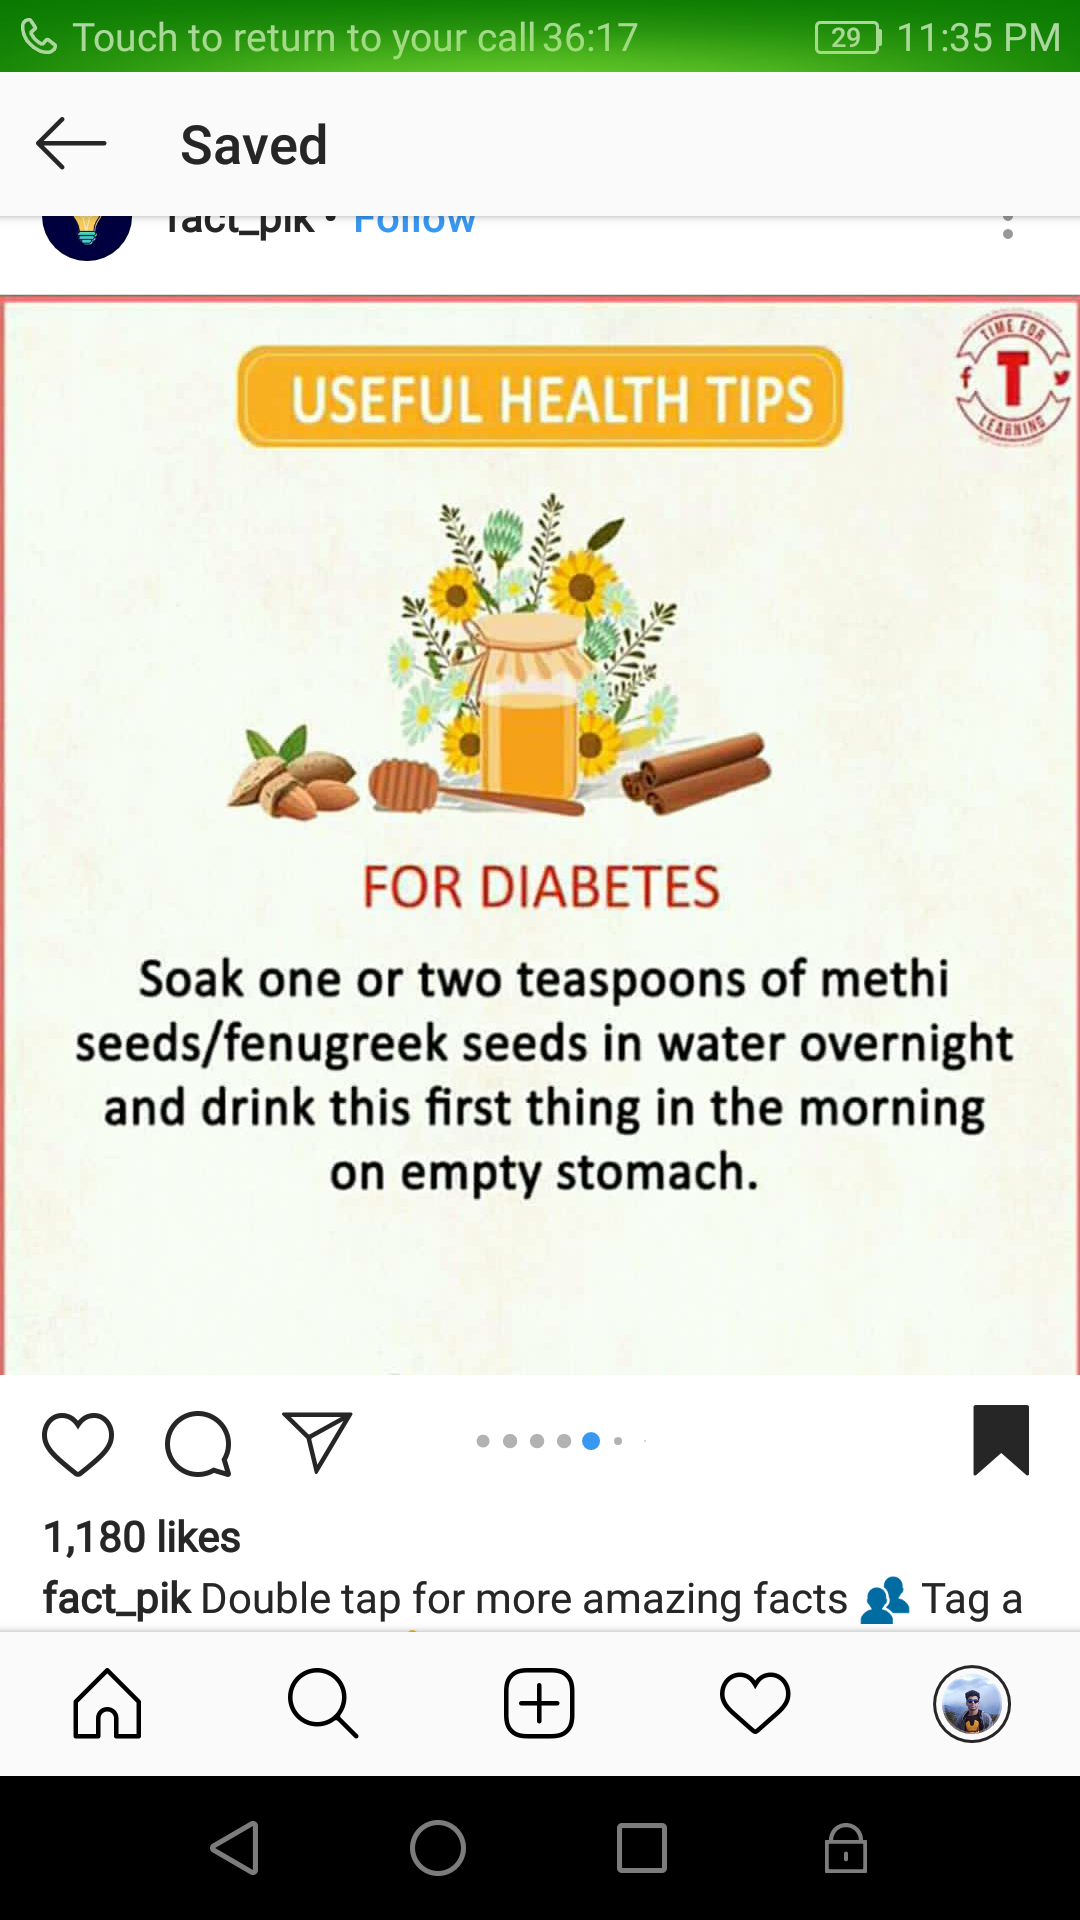 Touch to return to your call 36:17 29 11:35 PM
Saved
fact_pik • Follow
TIME FOR
T
LEARNING
USEFUL HEALTH TIPS
FOR DIABETES
Soak one or two teaspoons of methi
seeds/fenugreek seeds in water overnight
and drink this first thing in the morning
on empty stomach.
1,180 likes
fact_pik Double tap for more amazing facts 👥 Tag a